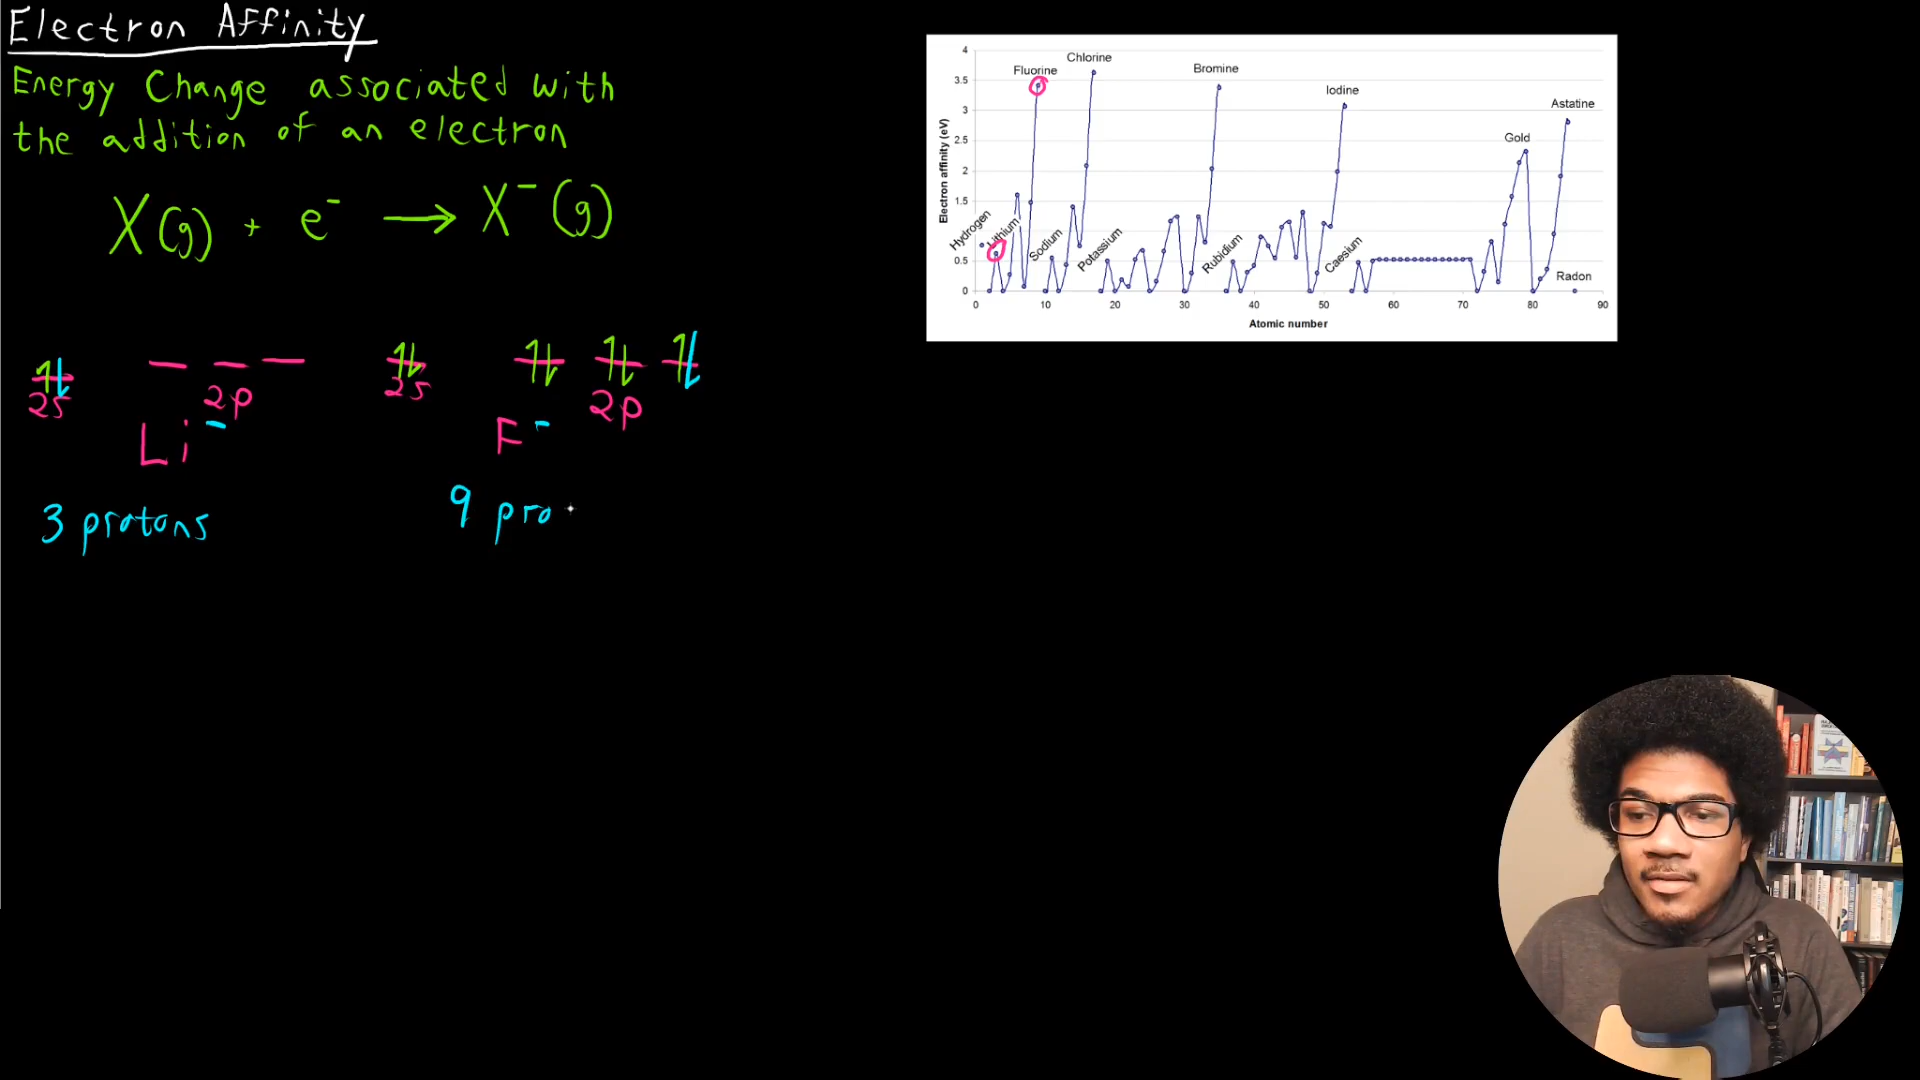 Electron Affinity
Energy Change associated with
the addition of an electron
X(g) + e⁻ → X⁻(g)
2s
2p
2s
2p
Li⁻
F⁻
3 protons
9 pro
Electron affinity (eV)
4
3.5
3
2.5
2
1.5
0.5
0
Hydrogen
Lithium
Fluorine
Sodium
Chlorine
Potassium
Bromine
Rubidium
Iodine
Caesium
Gold
Astatine
Radon
0 10 20 30 40 50 60 70 80 90
Atomic number